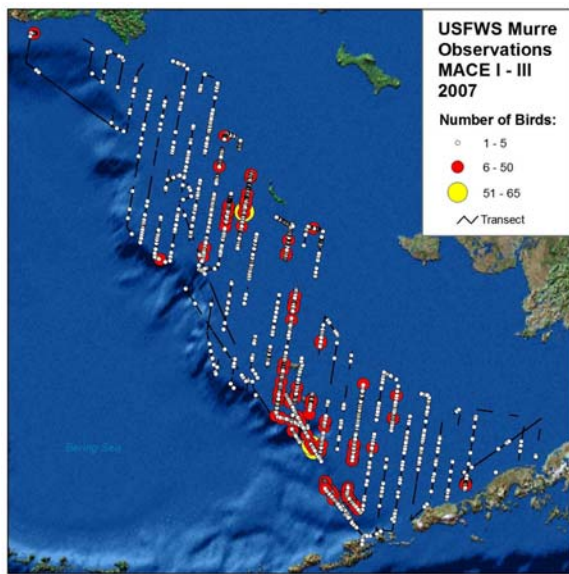 USFWS Murre
Observations
MACE I - III
2007
Number of Birds:
1 - 5
6 - 50
51 - 65
Transect
Bering Sea